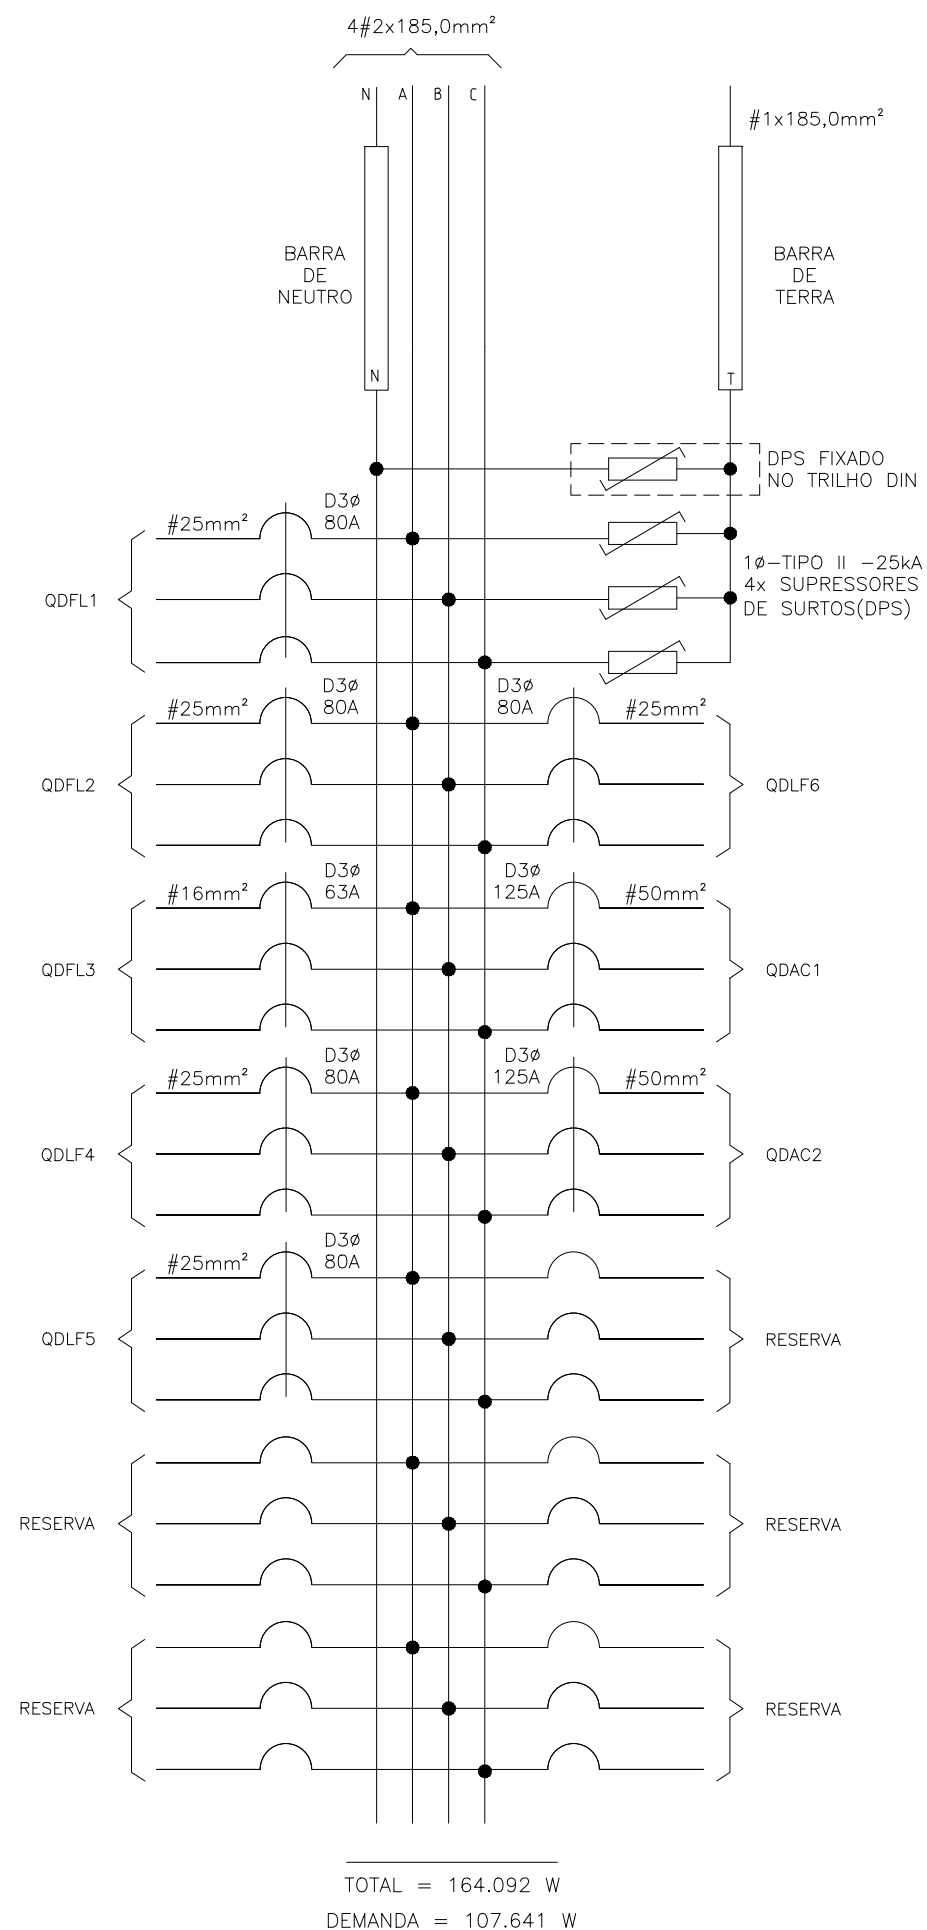 4#2x185,0mm²
N A B C
#1x185,0mm²
BARRA
DE
NEUTRO
BARRA
DE
TERRA
N
T
DPS FIXADO
NO TRILHO DIN
#25mm²
D3ø
80A
QDFL1
1ø-TIPO II -25kA
4x SUPRESSORES
DE SURTOS(DPS)
#25mm²
D3ø
80A
D3ø
80A
#25mm²
QDFL2
QDLF6
#16mm²
D3ø
63A
D3ø
125A
#50mm²
QDFL3
QDAC1
#25mm²
D3ø
80A
D3ø
125A
#50mm²
QDLF4
QDAC2
#25mm²
D3ø
80A
QDLF5
RESERVA
RESERVA
RESERVA
RESERVA
RESERVA
TOTAL = 164.092 W
DEMANDA = 107.641 W